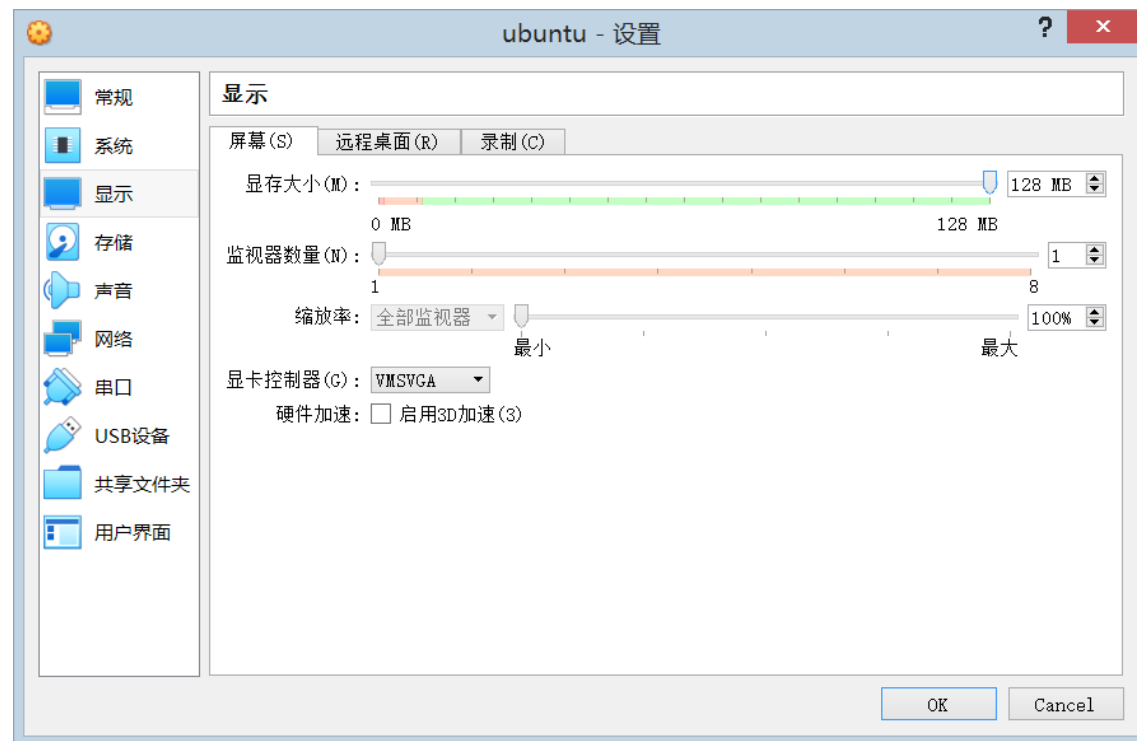 ubuntu - 设置
?
×
常规
系统
显示
存储
声音
网络
串口
USB设备
共享文件夹
用户界面
显示
屏幕(S) 远程桌面(R) 录制(C)
显存大小(M): 128 MB
0 MB 128 MB
监视器数量(N): 1
1 8
缩放率: 全部监视器 100%
最小 最大
显卡控制器(G): VMSVGA
硬件加速: 启用3D加速(3)
OK Cancel